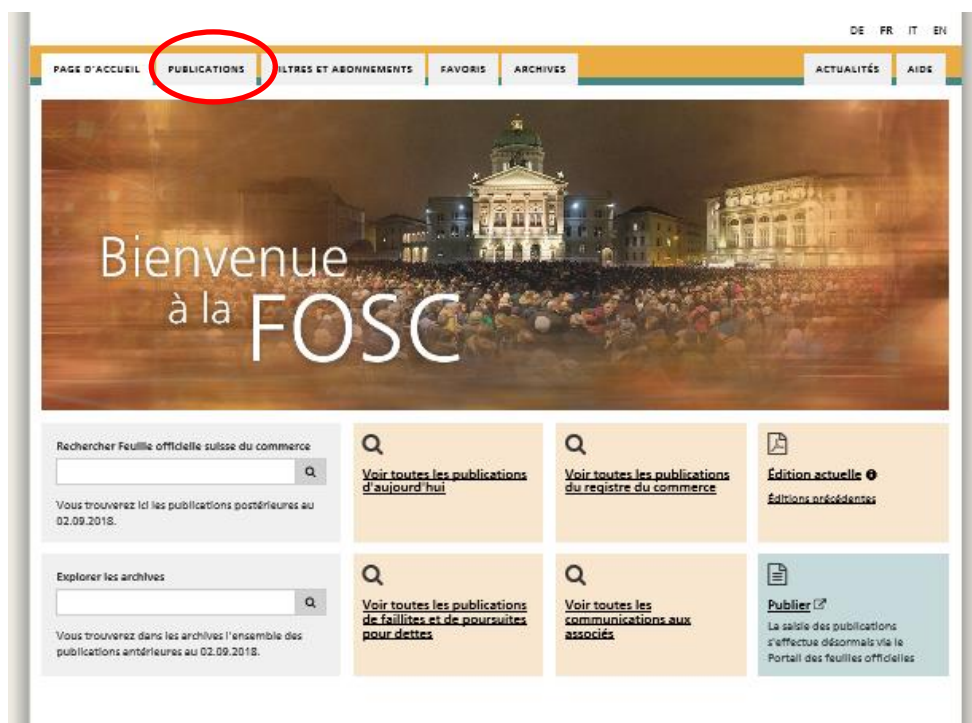 DE FR IT EN
PAGE D'ACCUEIL PUBLICATIONS FILTRES ET ABONNEMENTS FAVORIS ARCHIVES ACTUALITÉS AIDE
Bienvenue
à la FOSC
Rechercher Feuille officielle suisse du commerce
Vous trouverez ici les publications postérieures au
02.09.2018.
Voir toutes les publications
d'aujourd'hui
Voir toutes les publications
du registre du commerce
Édition actuelle
Éditions précédentes
Explorer les archives
Vous trouverez dans les archives l'ensemble des
publications antérieures au 02.09.2018.
Voir toutes les publications
de faillites et de poursuites
pour dettes
Voir toutes les
communications aux
associés
Publier
La saisie des publications
s'effectue désormais via le
Portail des feuilles officielles